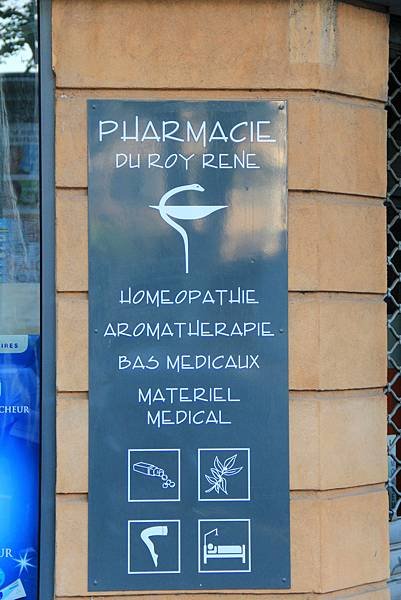 PHARMACIE
DU ROY RENE
HOMEOPATHIE
AROMATHERAPIE
BAS MEDICAUX
MATERIEL
MEDICAL